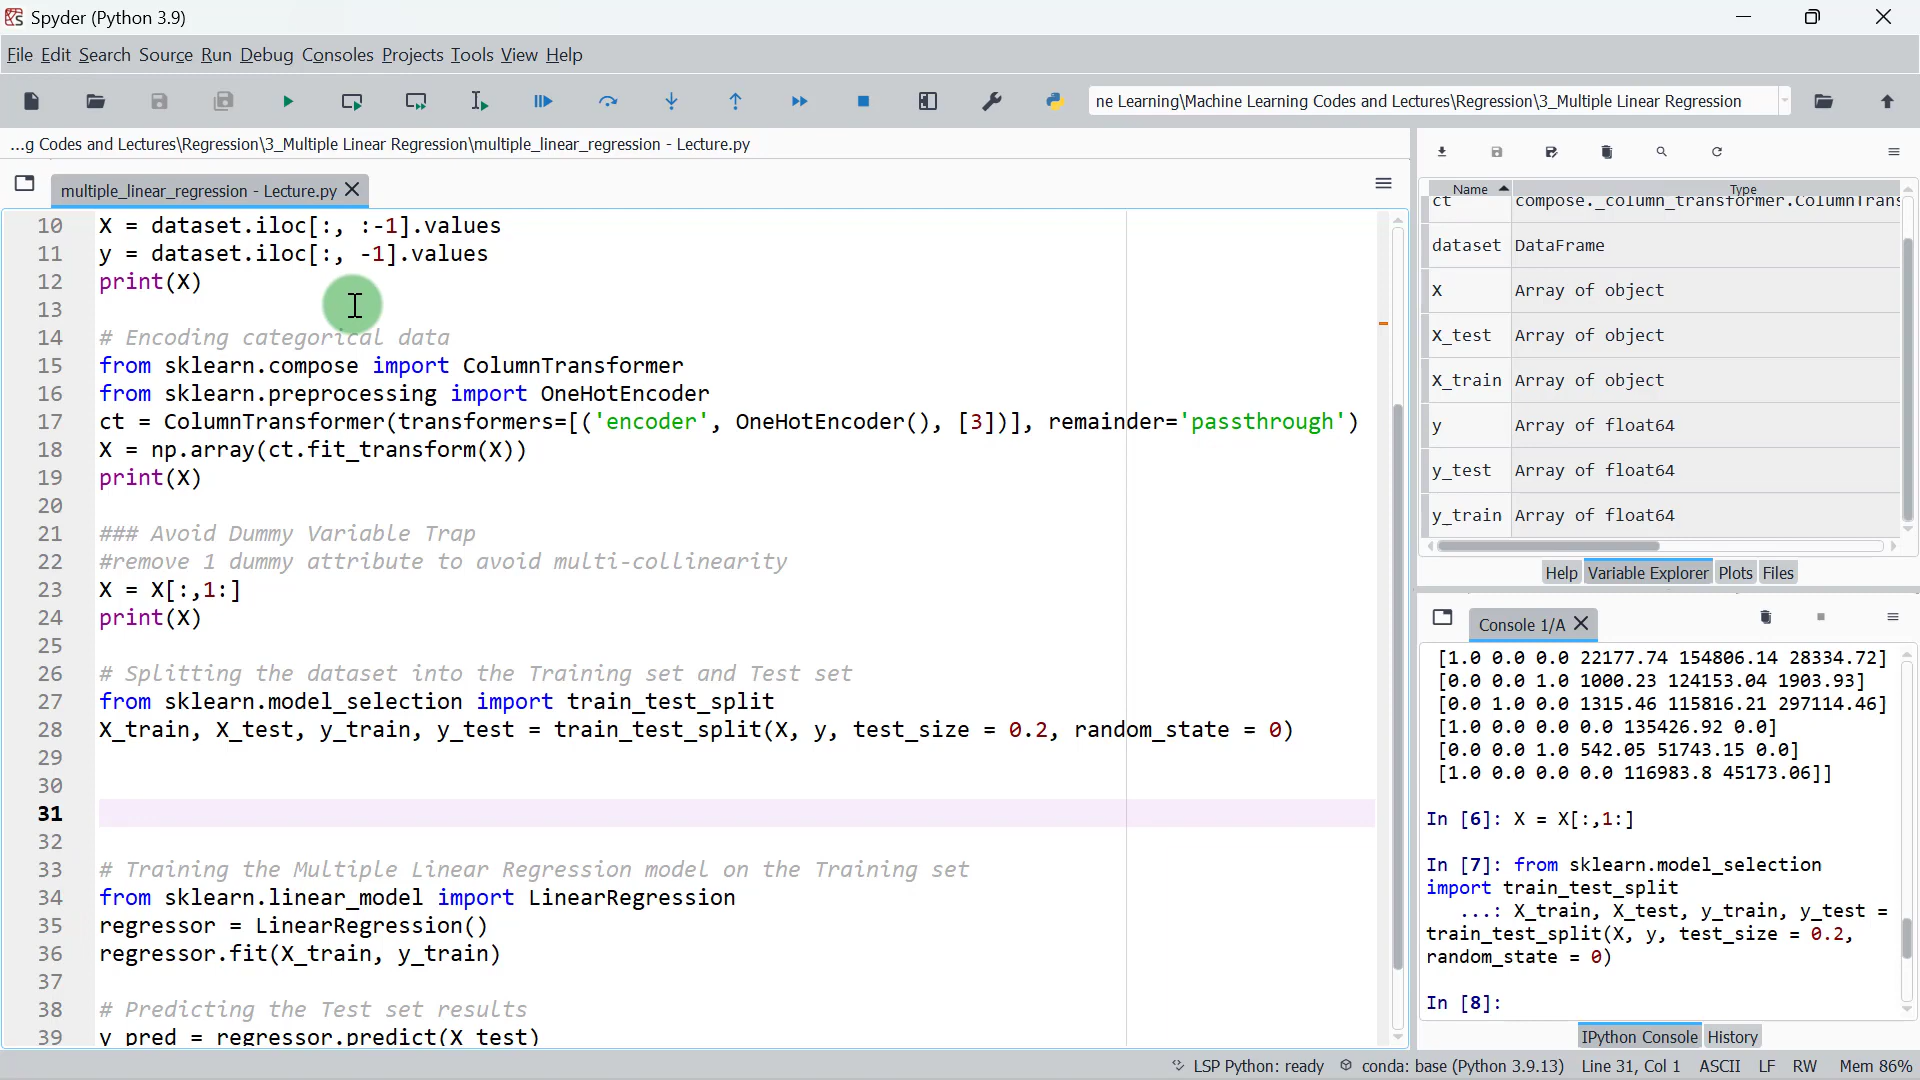 Spyder (Python 3.9)
File Edit Search Source Run Debug Consoles Projects Tools View Help
ne Learning\Machine Learning Codes and Lectures\Regression\3_Multiple Linear Regression
...g Codes and Lectures\Regression\3_Multiple Linear Regression\multiple_linear_regression - Lecture.py
multiple_linear_regression - Lecture.py
10 X = dataset.iloc[:, :-1].values
11 y = dataset.iloc[:, -1].values
12 print(X)
13
14 # Encoding categorical data
15 from sklearn.compose import ColumnTransformer
16 from sklearn.preprocessing import OneHotEncoder
17 ct = ColumnTransformer(transformers=[('encoder', OneHotEncoder(), [3])], remainder='passthrough')
18 X = np.array(ct.fit_transform(X))
19 print(X)
20
21 ### Avoid Dummy Variable Trap
22 #remove 1 dummy attribute to avoid multi-collinearity
23 X = X[:,1:]
24 print(X)
25
26 # Splitting the dataset into the Training set and Test set
27 from sklearn.model_selection import train_test_split
28 X_train, X_test, y_train, y_test = train_test_split(X, y, test_size = 0.2, random_state = 0)
29
30
31
32
33 # Training the Multiple Linear Regression model on the Training set
34 from sklearn.linear_model import LinearRegression
35 regressor = LinearRegression()
36 regressor.fit(X_train, y_train)
37
38 # Predicting the Test set results
39 y_pred = regressor.predict(X_test)
Name Type
ct compose._column_transformer.ColumnTrans
dataset DataFrame
X Array of object
X_test Array of object
X_train Array of object
y Array of float64
y_test Array of float64
y_train Array of float64
Help Variable Explorer Plots Files
Console 1/A
[1.0 0.0 0.0 22177.74 154806.14 28334.72]
[0.0 0.0 1.0 1000.23 124153.04 1903.93]
[0.0 1.0 0.0 1315.46 115816.21 297114.46]
[1.0 0.0 0.0 0.0 135426.92 0.0]
[0.0 0.0 1.0 542.05 51743.15 0.0]
[1.0 0.0 0.0 0.0 116983.8 45173.06]]
In [6]: X = X[:,1:]
In [7]: from sklearn.model_selection
import train_test_split
...: X_train, X_test, y_train, y_test =
train_test_split(X, y, test_size = 0.2,
random_state = 0)
In [8]:
IPython Console History
LSP Python: ready conda: base (Python 3.9.13) Line 31, Col 1 ASCII LF RW Mem 86%